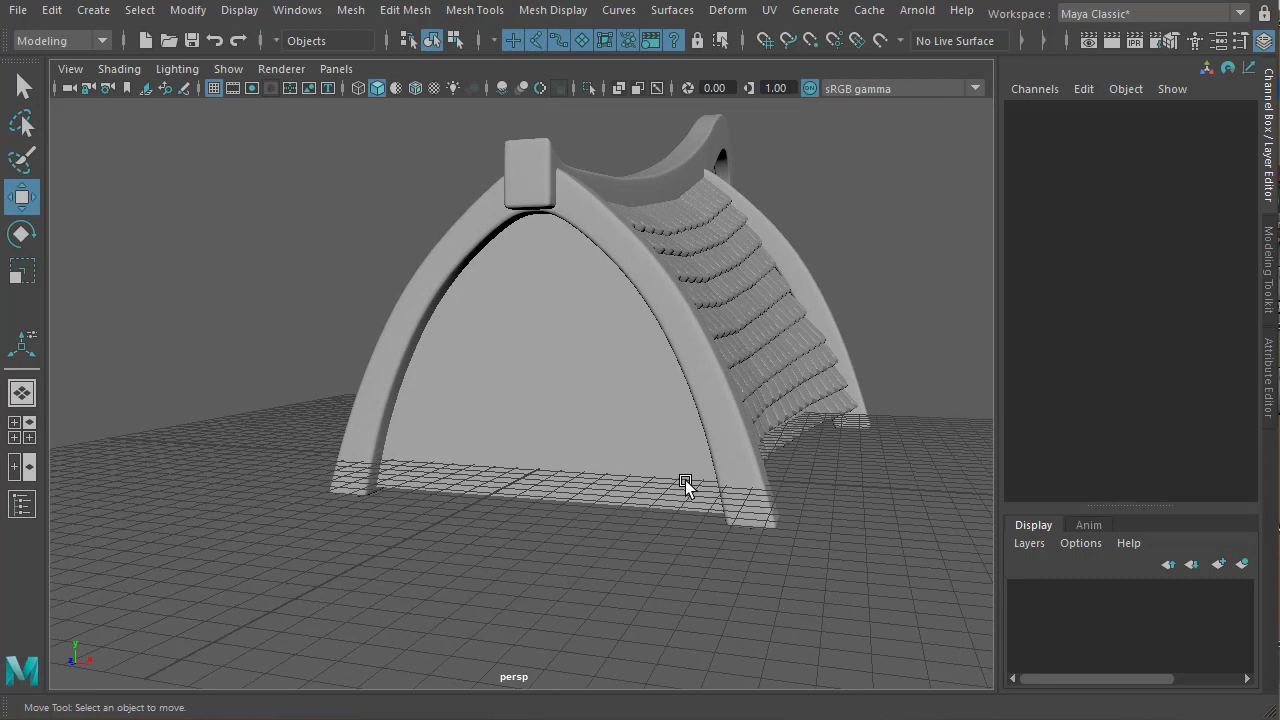 File Edit Create Select Modify Display Windows Mesh Edit Mesh Mesh Tools Mesh Display Curves Surfaces Deform UV Generate Cache Arnold Help Workspace : Maya Classic*
Modeling Objects No Live Surface IPR
View Shading Lighting Show Renderer Panels
0.00 1.00 ON sRGB gamma
Channels Edit Object Show
Channel Box / Layer Editor
Modeling Toolkit
Attribute Editor
Display Anim
Layers Options Help
y
z x
persp
M
Move Tool: Select an object to move.